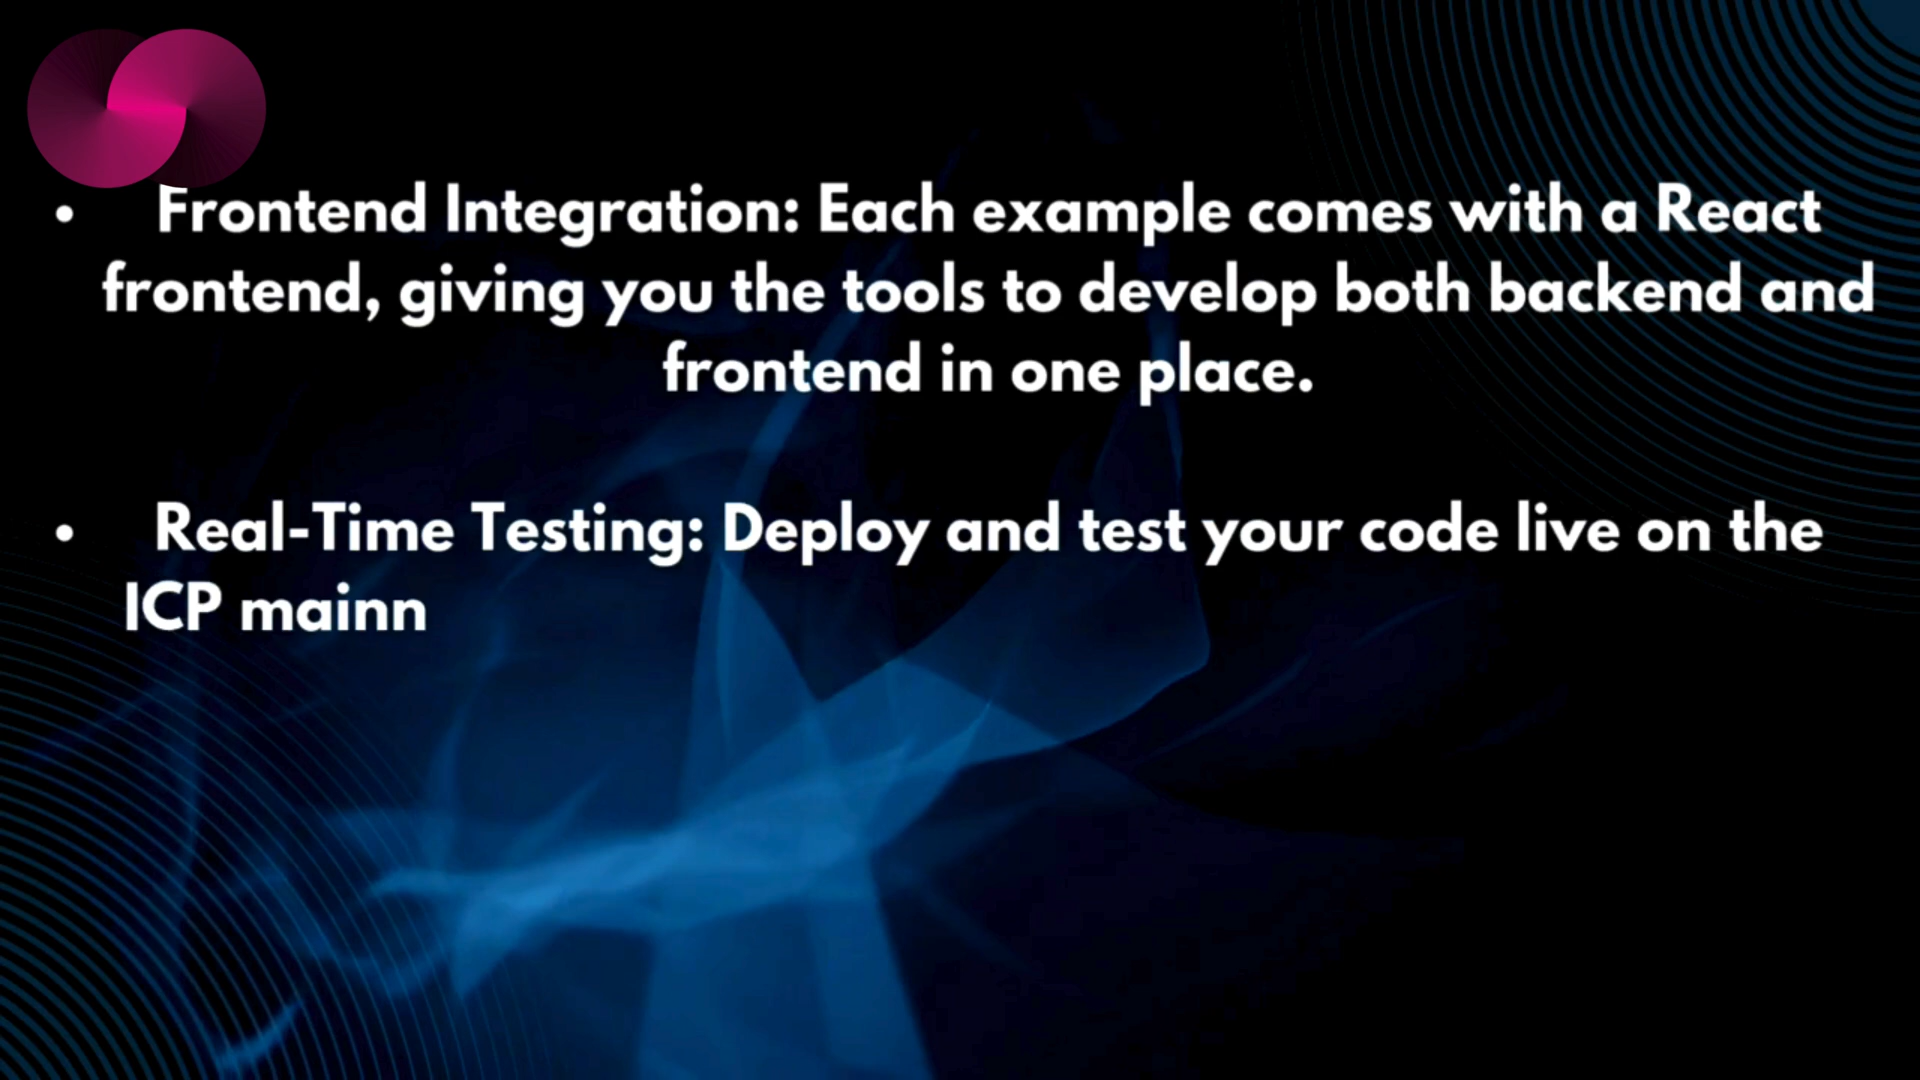 • Frontend Integration: Each example comes with a React
frontend, giving you the tools to develop both backend and
frontend in one place.
• Real-Time Testing: Deploy and test your code live on the
ICP mainn